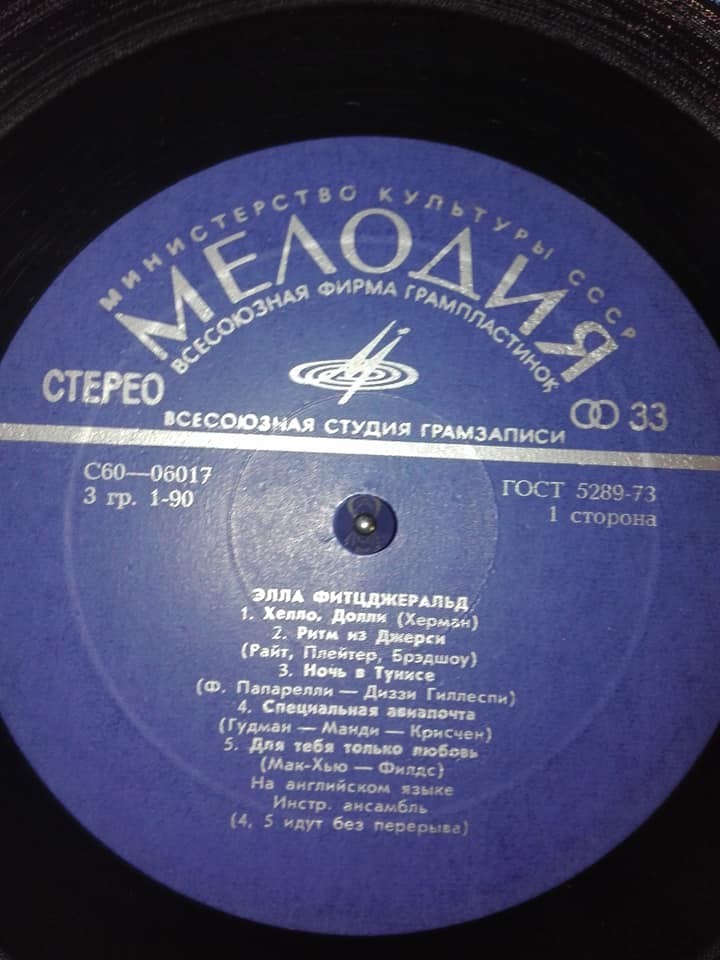 МИНИСТЕРСТВО КУЛЬТУРЫ СССР
МЕЛОДИЯ
ВСЕСОЮЗНАЯ ФИРМА ГРАМПЛАСТИНОК
СТЕРЕО
33
ВСЕСОЮЗНАЯ СТУДИЯ ГРАМЗАПИСИ
С60—06017
3 гр. 1-90
ГОСТ 5289-73
1 сторона
ЭЛЛА ФИТЦДЖЕРАЛЬД
1. Хелло, Долли (Херман)
2. Ритм из Джерси
(Райт, Плейтер, Брэдшоу)
3. Ночь в Тунисе
(Ф. Папарелли — Диззи Гиллеспи)
4. Специальная авиапочта
(Гудман — Манди — Крисчен)
5. Для тебя только любовь
(Мак-Хью — Филдс)
На английском языке
Инстр. ансамбль
(4, 5 идут без перерыва)